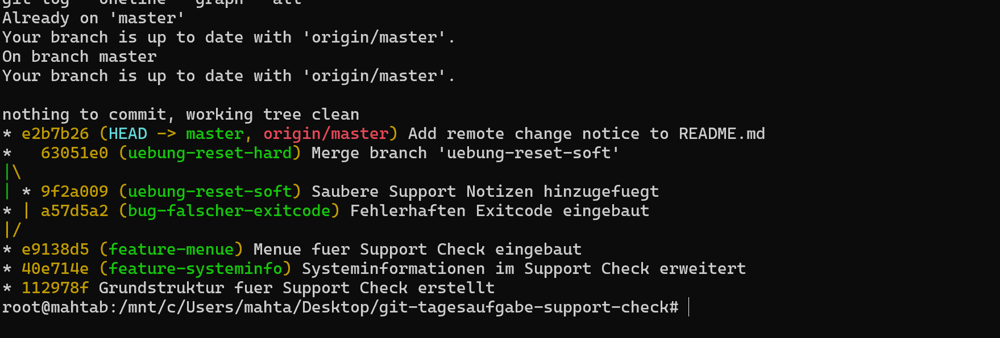 git log --oneline --graph --all
Already on 'master'
Your branch is up to date with 'origin/master'.
On branch master
Your branch is up to date with 'origin/master'.

nothing to commit, working tree clean
* e2b7b26 (HEAD -> master, origin/master) Add remote change notice to README.md
*   63051e0 (uebung-reset-hard) Merge branch 'uebung-reset-soft'
|\
| * 9f2a009 (uebung-reset-soft) Saubere Support Notizen hinzugefuegt
* | a57d5a2 (bug-falscher-exitcode) Fehlerhaften Exitcode eingebaut
|/
* e9138d5 (feature-menue) Menue fuer Support Check eingebaut
* 40e714e (feature-systeminfo) Systeminformationen im Support Check erweitert
* 112978f Grundstruktur fuer Support Check erstellt
root@mahtab:/mnt/c/Users/mahta/Desktop/git-tagesaufgabe-support-check#